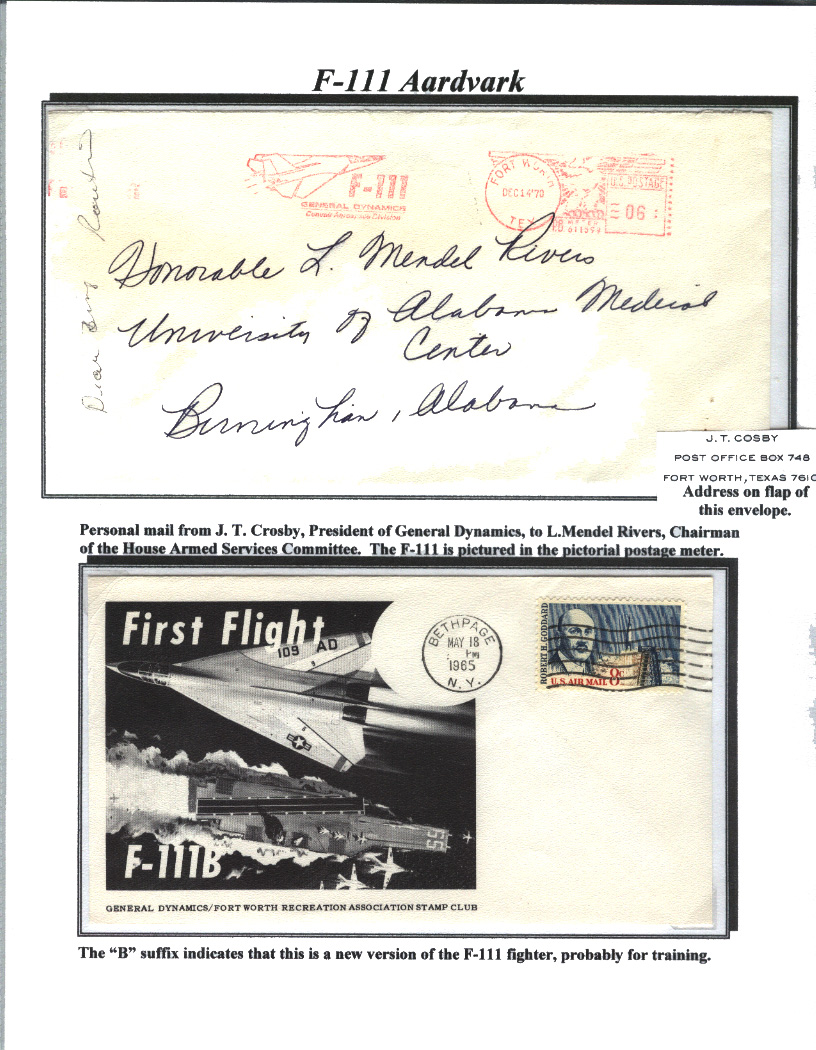 F-111 Aardvark
F-111
GENERAL DYNAMICS
Convair Aerospace Division
FORT WORTH
DEC 14 '70
TEX
U.S. POSTAGE
06
METER
611594
Honorable L. Mendel Rivers
University of Alabama Medical
Center
Birmingham, Alabama
J. T. COSBY
POST OFFICE BOX 748
FORT WORTH, TEXAS 7610
Address on flap of
this envelope.
Personal mail from J. T. Crosby, President of General Dynamics, to L.Mendel Rivers, Chairman
of the House Armed Services Committee. The F-111 is pictured in the pictorial postage meter.
First Flight
109 AD
BETHPAGE
MAY 18
PM
1965
N. Y.
ROBERT H. GODDARD
U.S. AIR MAIL 8c
55
F-111B
GENERAL DYNAMICS/FORT WORTH RECREATION ASSOCIATION STAMP CLUB
The “B” suffix indicates that this is a new version of the F-111 fighter, probably for training.